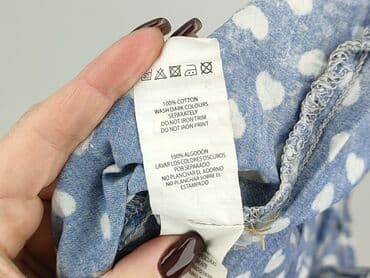 100% COTTON
WASH DARK COLOURS
SEPARATELY
DO NOT IRON TRIM
DO NOT IRON PRINT
100% ALGODÓN
LAVAR LOS COLORES OSCUROS
POR SEPARADO
NO PLANCHAR EL ADORNO
NO PLANCHAR SOBRE EL
ESTAMPADO